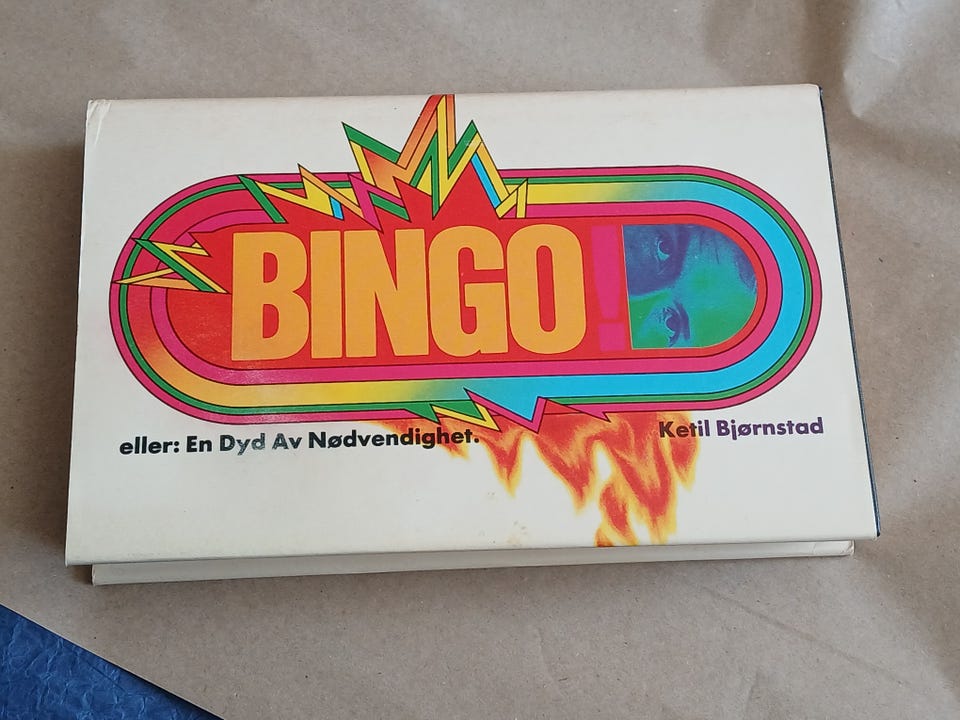 BINGO!
eller: En Dyd Av Nødvendighet.
Ketil Bjørnstad